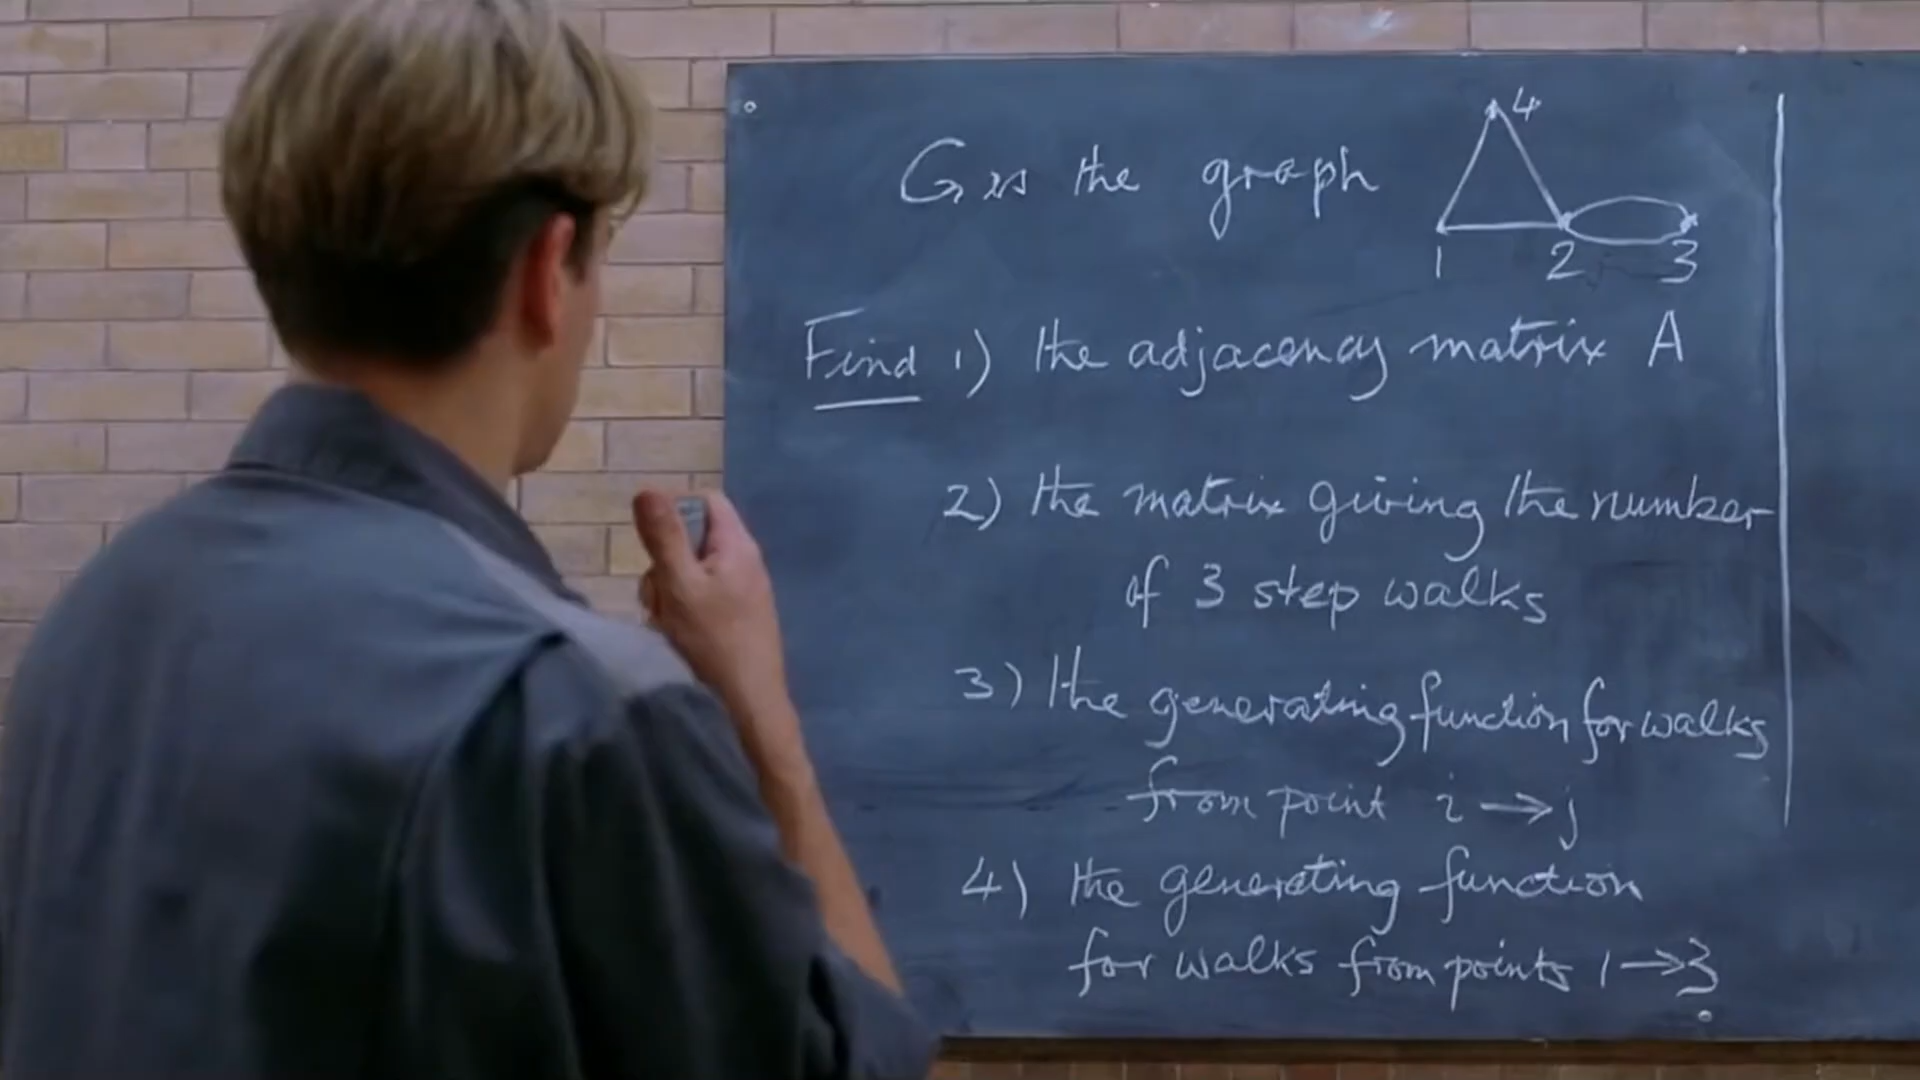 G is the graph
4
1 2 3
Find 1) the adjacency matrix A
2) the matrix giving the number
of 3 step walks
3) the generating function for walks
from point i → j
4) the generating function
for walks from points 1 → 3